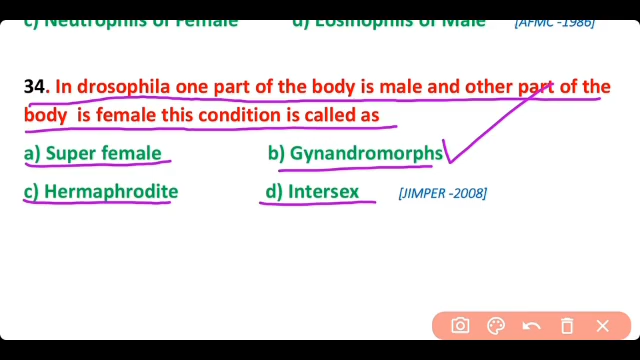 c) Neutrophils of Female d) Eosinophils of Male [AFMC -1986]
34. In drosophila one part of the body is male and other part of the
body is female this condition is called as
a) Super female b) Gynandromorphs
c) Hermaphrodite d) Intersex [JIMPER -2008]